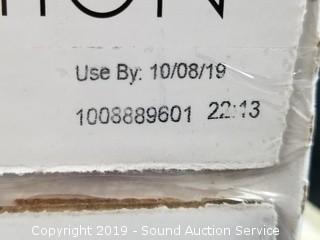 Use By: 10/08/19
1008889601 22:13
Copyright 2019 - Sound Auction Service